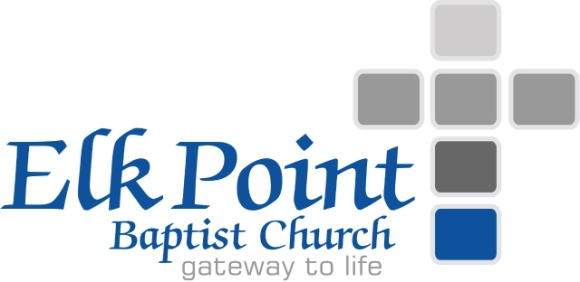 Elk Point
Baptist Church
gateway to life